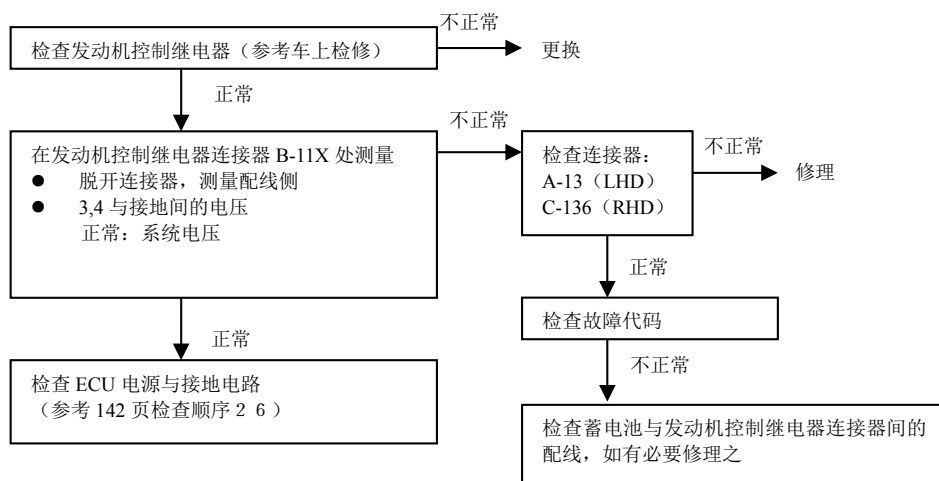 不正常
检查发动机控制继电器（参考车上检修）
更换
正常
不正常
在发动机控制继电器连接器 B-11X 处测量
● 脱开连接器，测量配线侧
● 3,4 与接地间的电压
正常：系统电压
检查连接器：
A-13（LHD）
C-136（RHD）
不正常
修理
正常
正常
检查故障代码
不正常
检查 ECU 电源与接地电路
（参考 142 页检查顺序２６）
检查蓄电池与发动机控制继电器连接器间的
配线，如有必要修理之